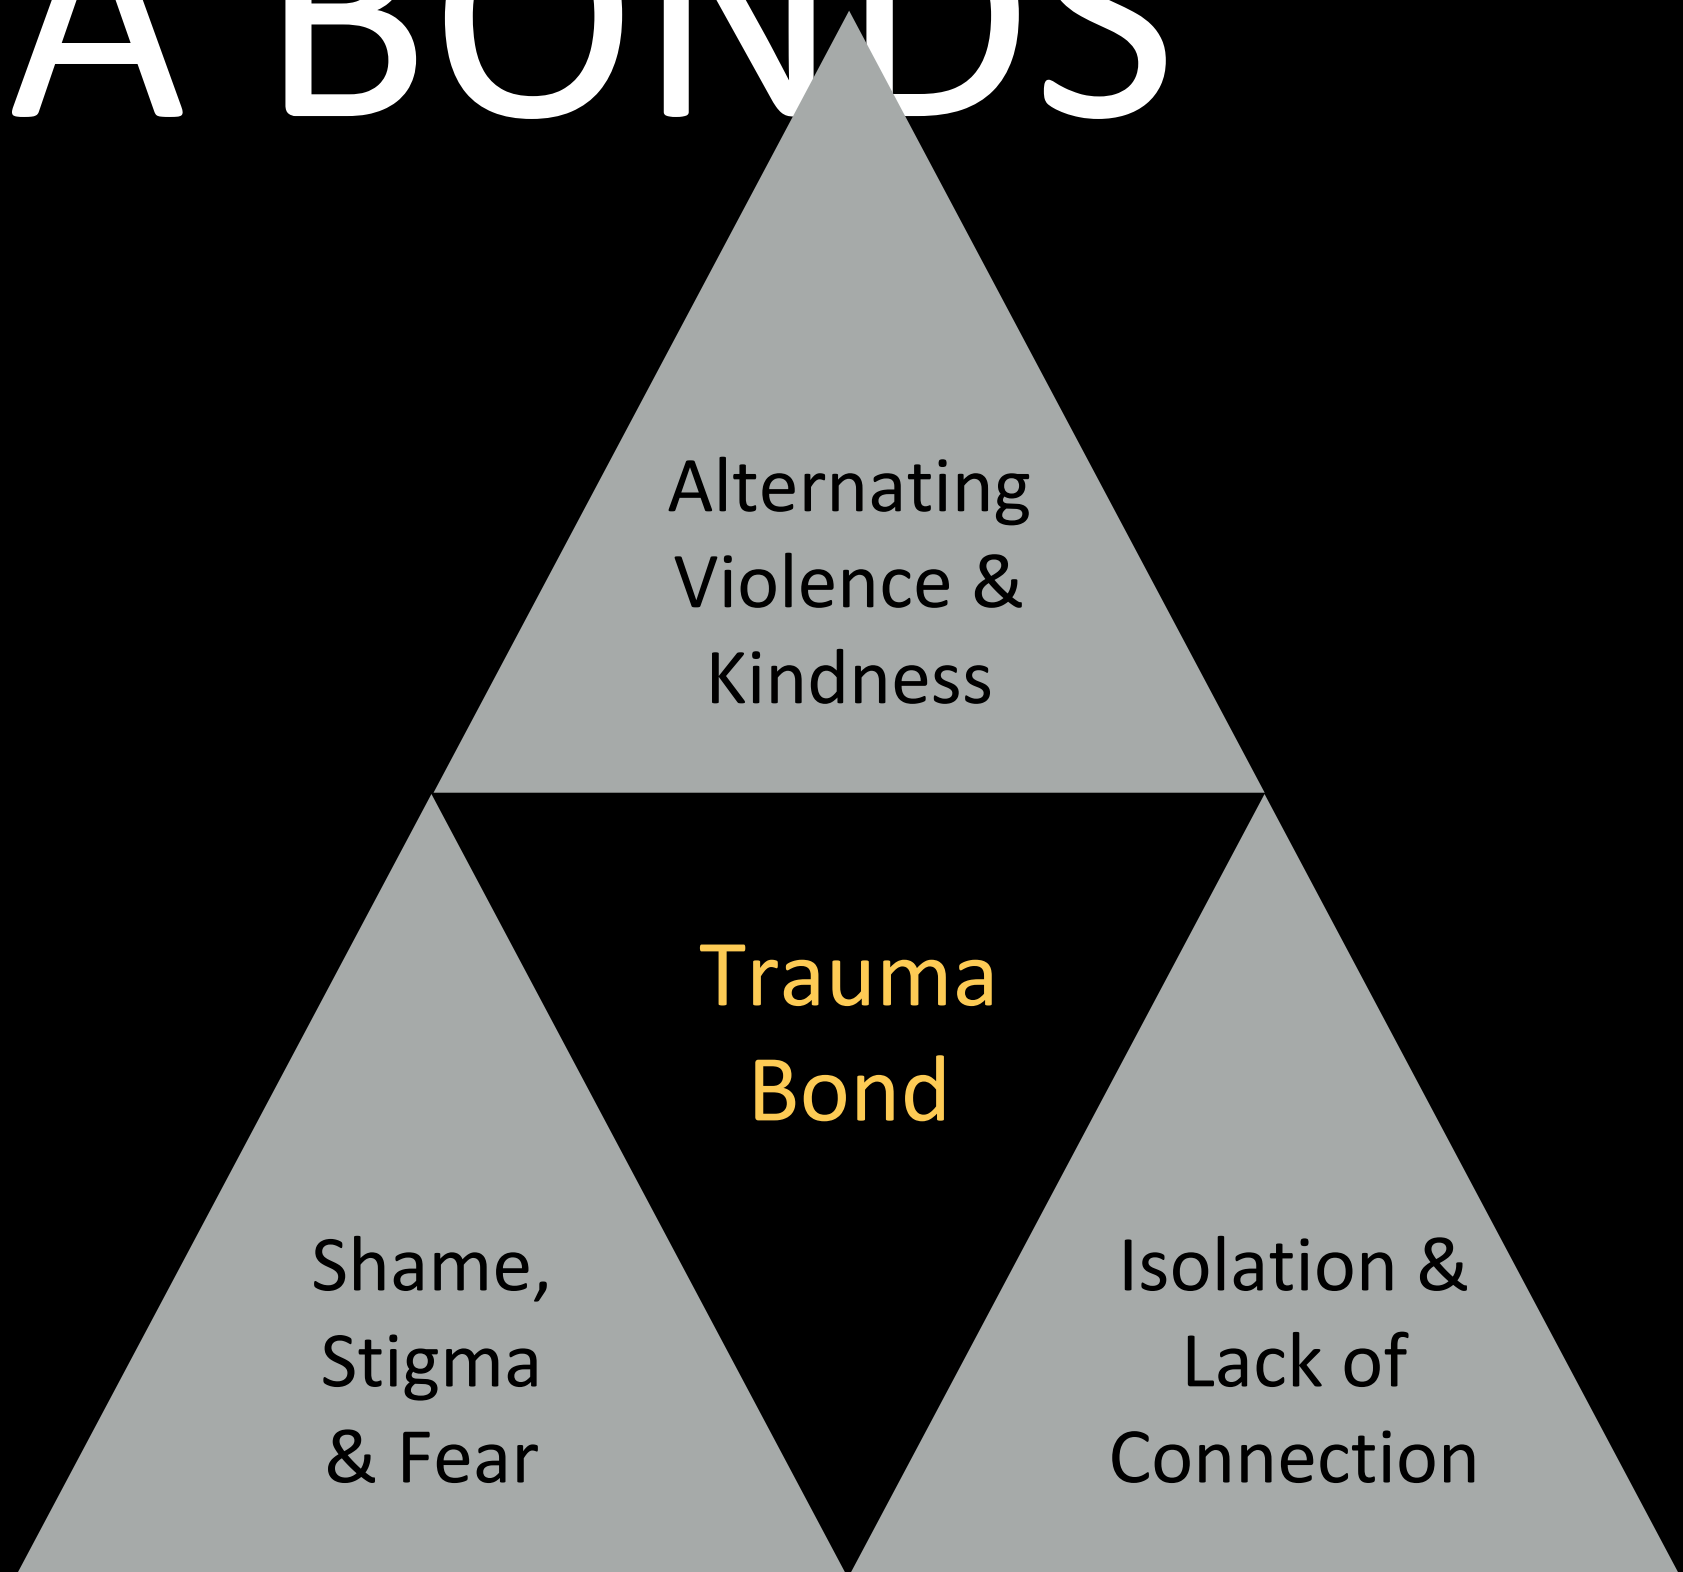 A BONDS
Alternating
Violence &
Kindness
Trauma
Bond
Shame,
Stigma
& Fear
Isolation &
Lack of
Connection